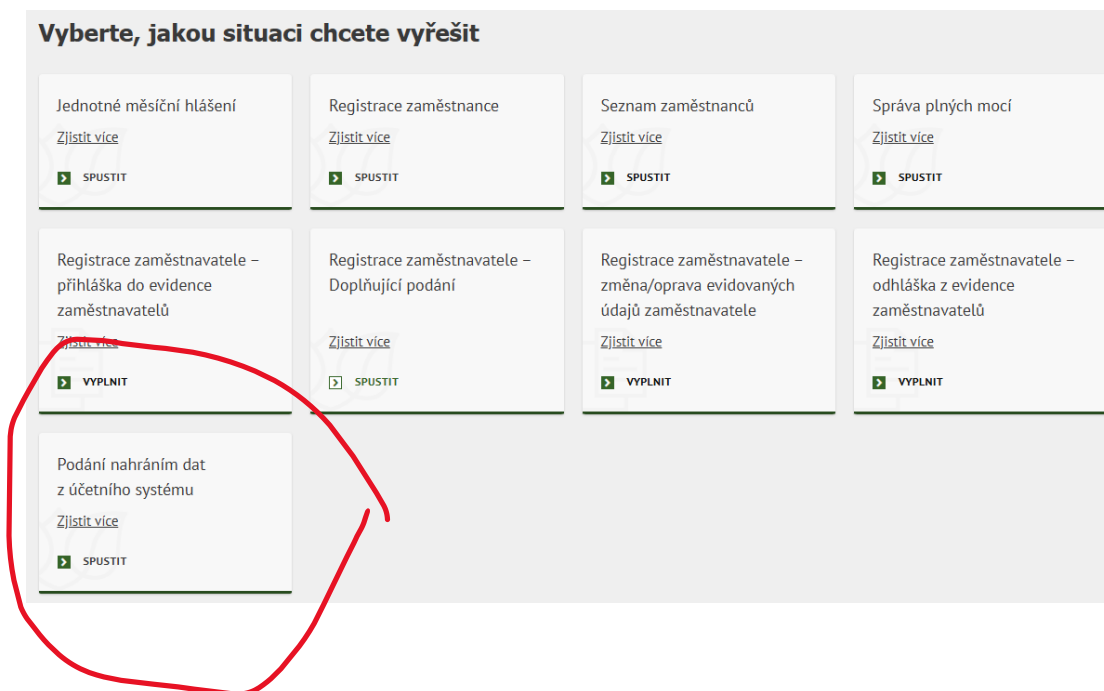 Vyberte, jakou situaci chcete vyřešit
Jednotné měsíční hlášení
Zjistit více
SPUSTIT
Registrace zaměstnance
Zjistit více
SPUSTIT
Seznam zaměstnanců
Zjistit více
SPUSTIT
Správa plných mocí
Zjistit více
SPUSTIT
Registrace zaměstnavatele –
přihláška do evidence
zaměstnavatelů
Zjistit více
VYPLNIT
Registrace zaměstnavatele –
Doplňující podání
Zjistit více
SPUSTIT
Registrace zaměstnavatele –
změna/oprava evidovaných
údajů zaměstnavatele
Zjistit více
VYPLNIT
Registrace zaměstnavatele –
odhláška z evidence
zaměstnavatelů
Zjistit více
VYPLNIT
Podání nahráním dat
z účetního systému
Zjistit více
SPUSTIT